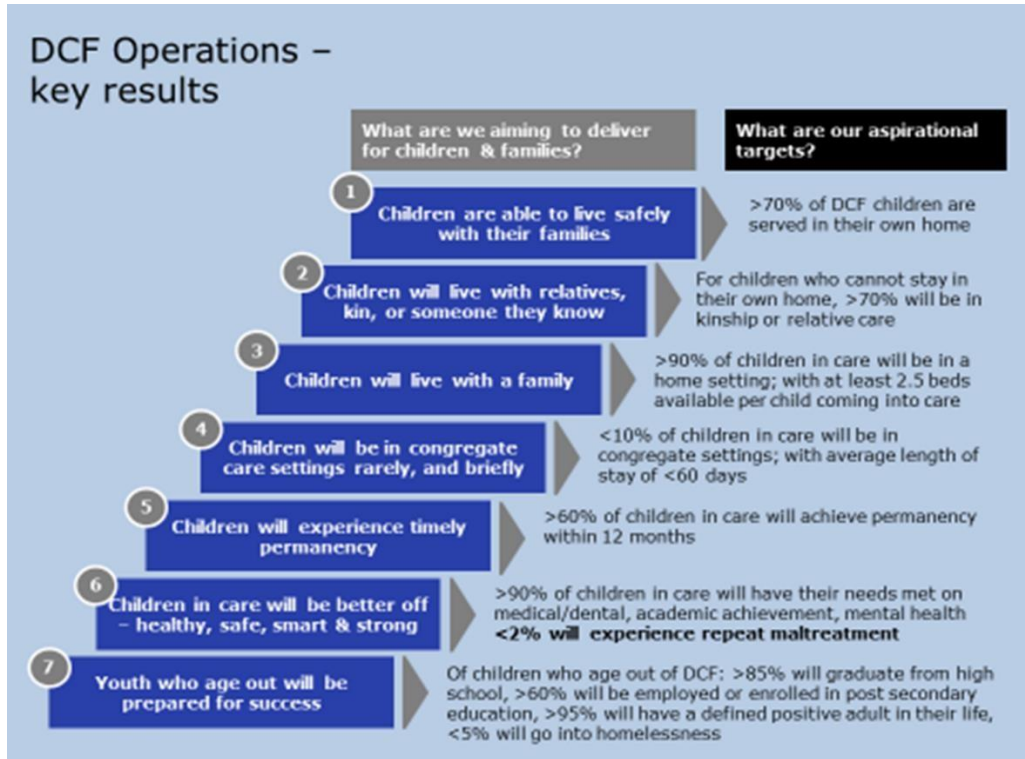 DCF Operations –
key results
What are we aiming to deliver
for children & families?
What are our aspirational
targets?
1
Children are able to live safely
with their families
>70% of DCF children are
served in their own home
2
Children will live with relatives,
kin, or someone they know
For children who cannot stay in
their own home, >70% will be in
kinship or relative care
3
Children will live with a family
>90% of children in care will be in a
home setting; with at least 2.5 beds
available per child coming into care
4
Children will be in congregate
care settings rarely, and briefly
<10% of children in care will be in
congregate settings; with average length of
stay of <60 days
5
Children will experience timely
permanency
>60% of children in care will achieve permanency
within 12 months
6
Children in care will be better off
– healthy, safe, smart & strong
>90% of children in care will have their needs met on
medical/dental, academic achievement, mental health
<2% will experience repeat maltreatment
7
Youth who age out will be
prepared for success
Of children who age out of DCF: >85% will graduate from high
school, >60% will be employed or enrolled in post secondary
education, >95% will have a defined positive adult in their life,
<5% will go into homelessness